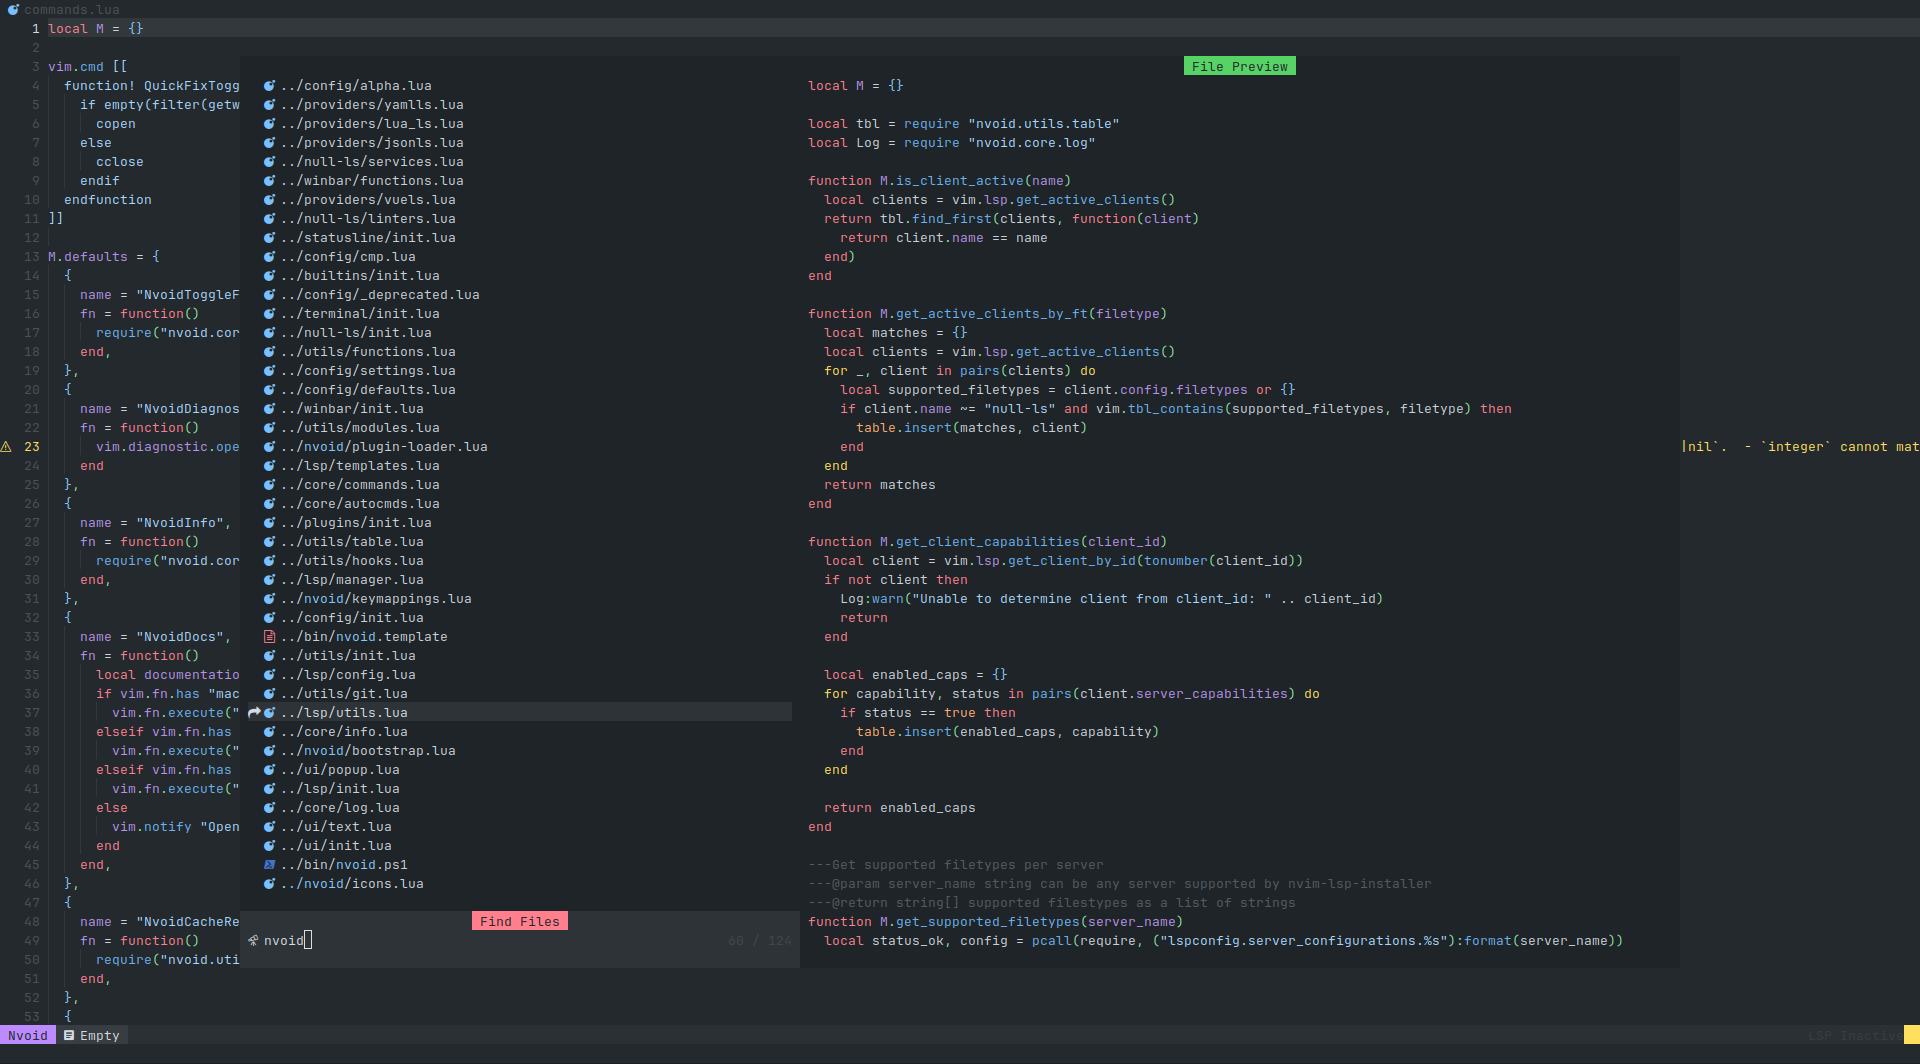 commands.lua
1 local M = {}
2
3 vim.cmd [[
4 function! QuickFixTogg
5 if empty(filter(getw
6 copen
7 else
8 cclose
9 endif
10 endfunction
11 ]]
12
13 M.defaults = {
14 {
15 name = "NvoidToggleF
16 fn = function()
17 require("nvoid.cor
18 end,
19 },
20 {
21 name = "NvoidDiagnos
22 fn = function()
23 vim.diagnostic.ope
24 end
25 },
26 {
27 name = "NvoidInfo",
28 fn = function()
29 require("nvoid.cor
30 end,
31 },
32 {
33 name = "NvoidDocs",
34 fn = function()
35 local documentatio
36 if vim.fn.has "mac
37 vim.fn.execute("
38 elseif vim.fn.has
39 vim.fn.execute("
40 elseif vim.fn.has
41 vim.fn.execute("
42 else
43 vim.notify "Open
44 end
45 end,
46 },
47 {
48 name = "NvoidCacheRe
49 fn = function()
50 require("nvoid.uti
51 end,
52 },
53 {
../config/alpha.lua
../providers/yamlls.lua
../providers/lua_ls.lua
../providers/jsonls.lua
../null-ls/services.lua
../winbar/functions.lua
../providers/vuels.lua
../null-ls/linters.lua
../statusline/init.lua
../config/cmp.lua
../builtins/init.lua
../config/_deprecated.lua
../terminal/init.lua
../null-ls/init.lua
../utils/functions.lua
../config/settings.lua
../config/defaults.lua
../winbar/init.lua
../utils/modules.lua
../nvoid/plugin-loader.lua
../lsp/templates.lua
../core/commands.lua
../core/autocmds.lua
../plugins/init.lua
../utils/table.lua
../utils/hooks.lua
../lsp/manager.lua
../nvoid/keymappings.lua
../config/init.lua
../bin/nvoid.template
../utils/init.lua
../lsp/config.lua
../utils/git.lua
../lsp/utils.lua
../core/info.lua
../nvoid/bootstrap.lua
../ui/popup.lua
../lsp/init.lua
../core/log.lua
../ui/text.lua
../ui/init.lua
../bin/nvoid.ps1
../nvoid/icons.lua
Find Files
nvoid 60 / 124
File Preview
local M = {}
local tbl = require "nvoid.utils.table"
local Log = require "nvoid.core.log"
function M.is_client_active(name)
local clients = vim.lsp.get_active_clients()
return tbl.find_first(clients, function(client)
return client.name == name
end)
end
function M.get_active_clients_by_ft(filetype)
local matches = {}
local clients = vim.lsp.get_active_clients()
for _, client in pairs(clients) do
local supported_filetypes = client.config.filetypes or {}
if client.name ~= "null-ls" and vim.tbl_contains(supported_filetypes, filetype) then
table.insert(matches, client)
end
end
return matches
end
function M.get_client_capabilities(client_id)
local client = vim.lsp.get_client_by_id(tonumber(client_id))
if not client then
Log:warn("Unable to determine client from client_id: " .. client_id)
return
end
local enabled_caps = {}
for capability, status in pairs(client.server_capabilities) do
if status == true then
table.insert(enabled_caps, capability)
end
end
return enabled_caps
end
---Get supported filetypes per server
---@param server_name string can be any server supported by nvim-lsp-installer
---@return string[] supported filestypes as a list of strings
function M.get_supported_filetypes(server_name)
local status_ok, config = pcall(require, ("lspconfig.server_configurations.%s"):format(server_name))
|nil`. - `integer` cannot mat
Nvoid Empty
LSP Inactive